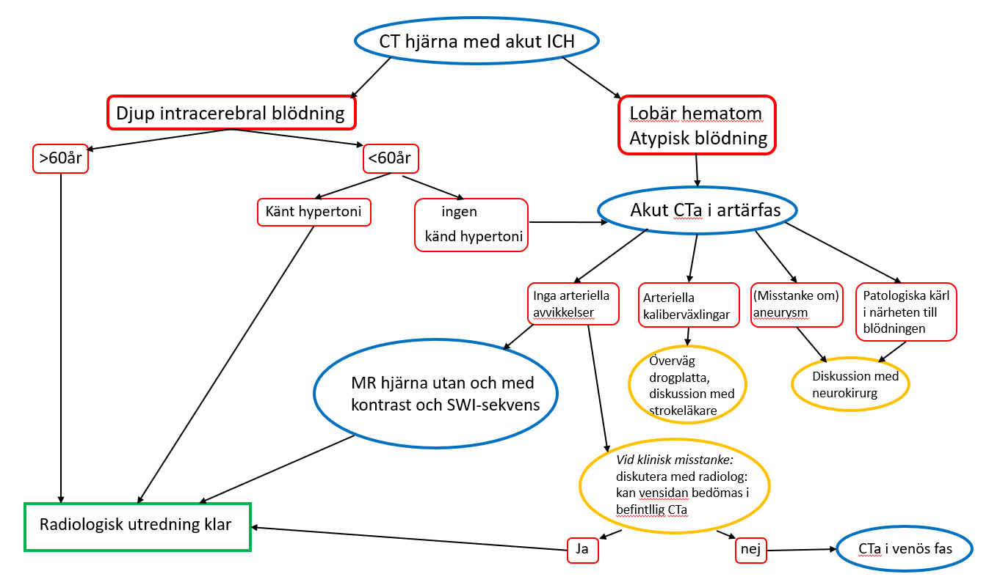 CT hjärna med akut ICH
Djup intracerebral blödning
Lobär hematom
Atypisk blödning
>60år
<60år
Känt hypertoni
ingen
känd hypertoni
Akut CTa i artärfas
Inga arteriella
avvikkelser
Arteriella
kaliberväxlingar
(Misstanke om)
aneurysm
Patologiska kärl
i närheten till
blödningen
MR hjärna utan och med
kontrast och SWI-sekvens
Överväg
drogplatta,
diskussion med
strokeläkare
Diskussion med
neurokirurg
Vid klinisk misstanke:
diskutera med radiolog:
kan vensidan bedömas i
befintllig CTa
Radiologisk utredning klar
Ja
nej
CTa i venös fas